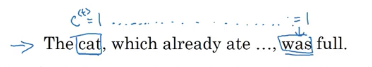 c^{<t>}=1 ........................ =1
→ The cat, which already ate ..., was full.